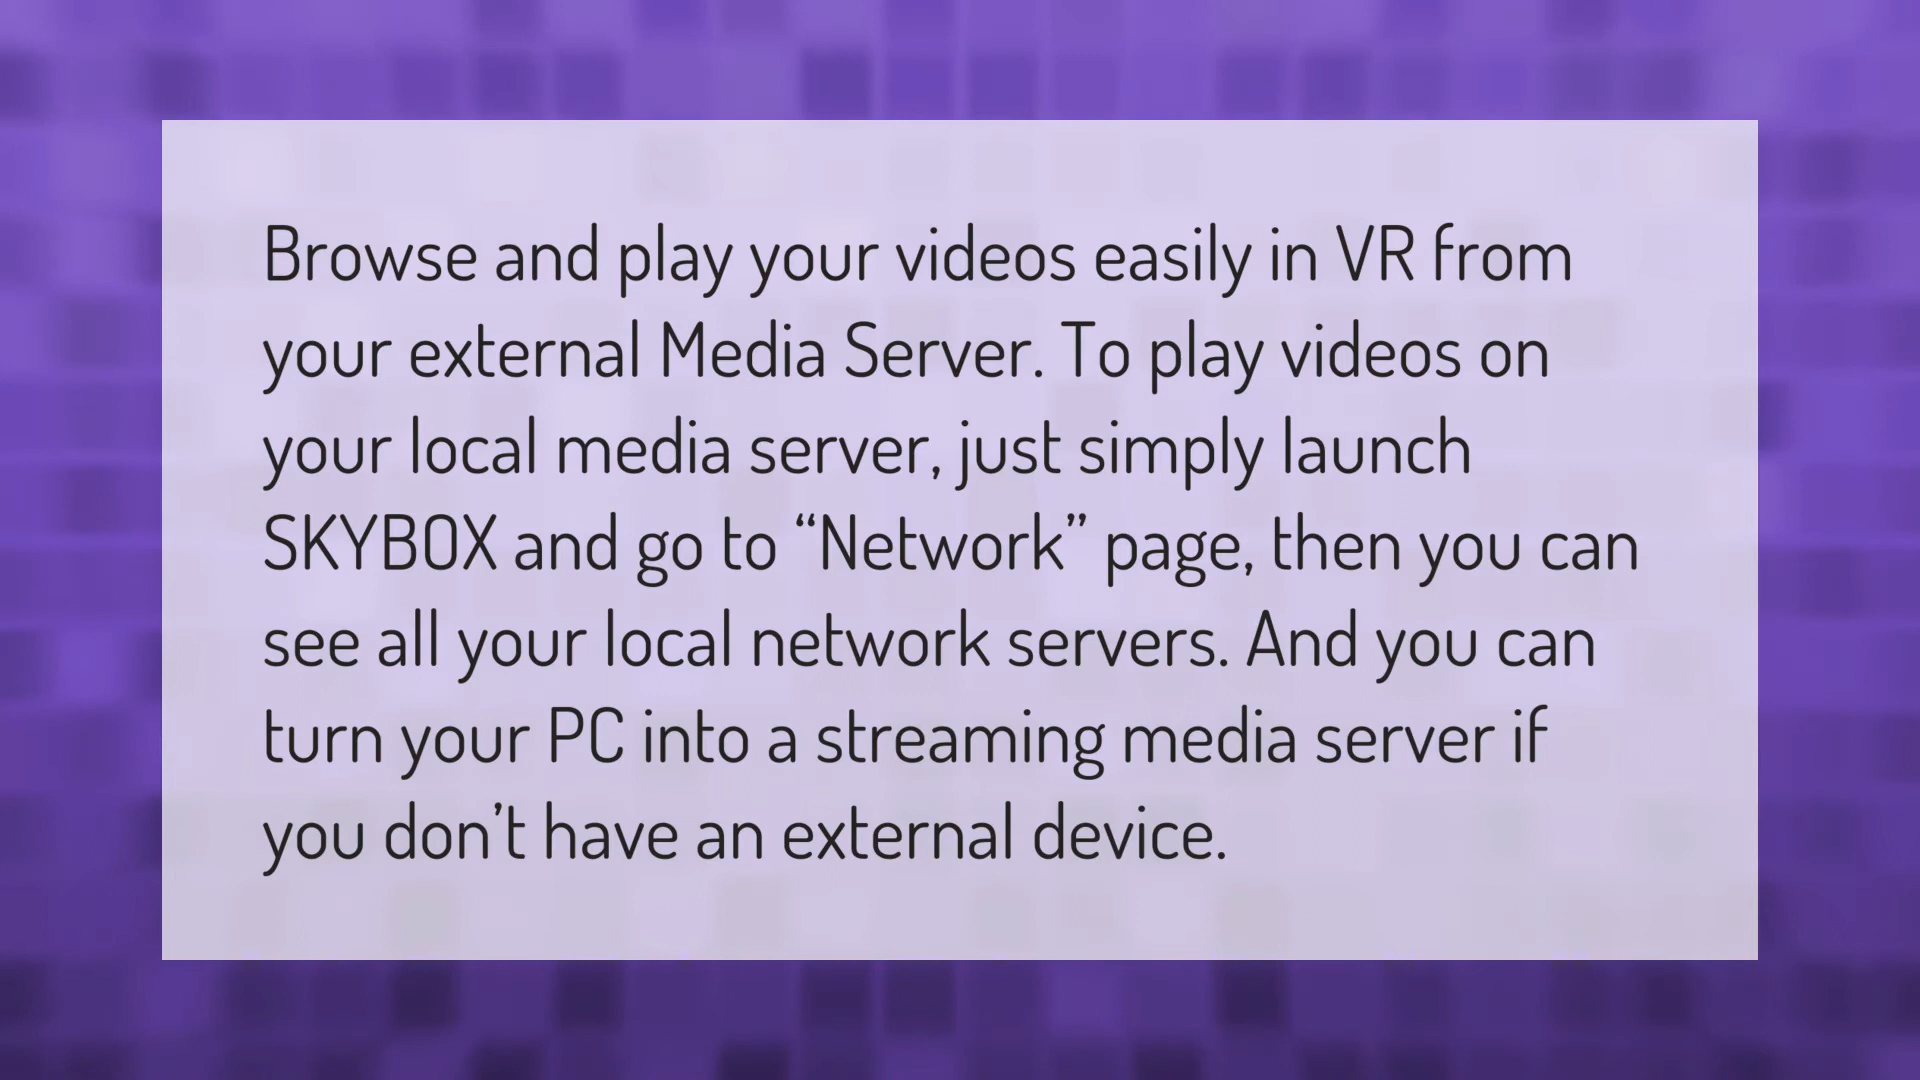 Browse and play your videos easily in VR from
your external Media Server. To play videos on
your local media server, just simply launch
SKYBOX and go to “Network” page, then you can
see all your local network servers. And you can
turn your PC into a streaming media server if
you don’t have an external device.